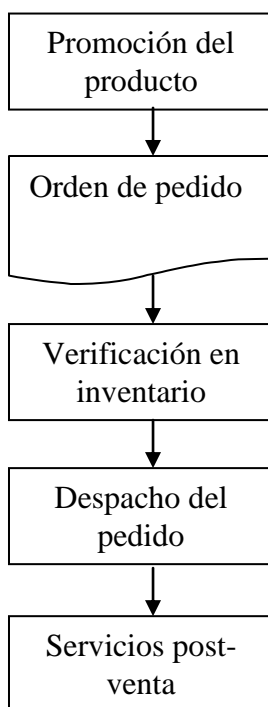 Promoción del
producto
Orden de pedido
Verificación en
inventario
Despacho del
pedido
Servicios post-
venta